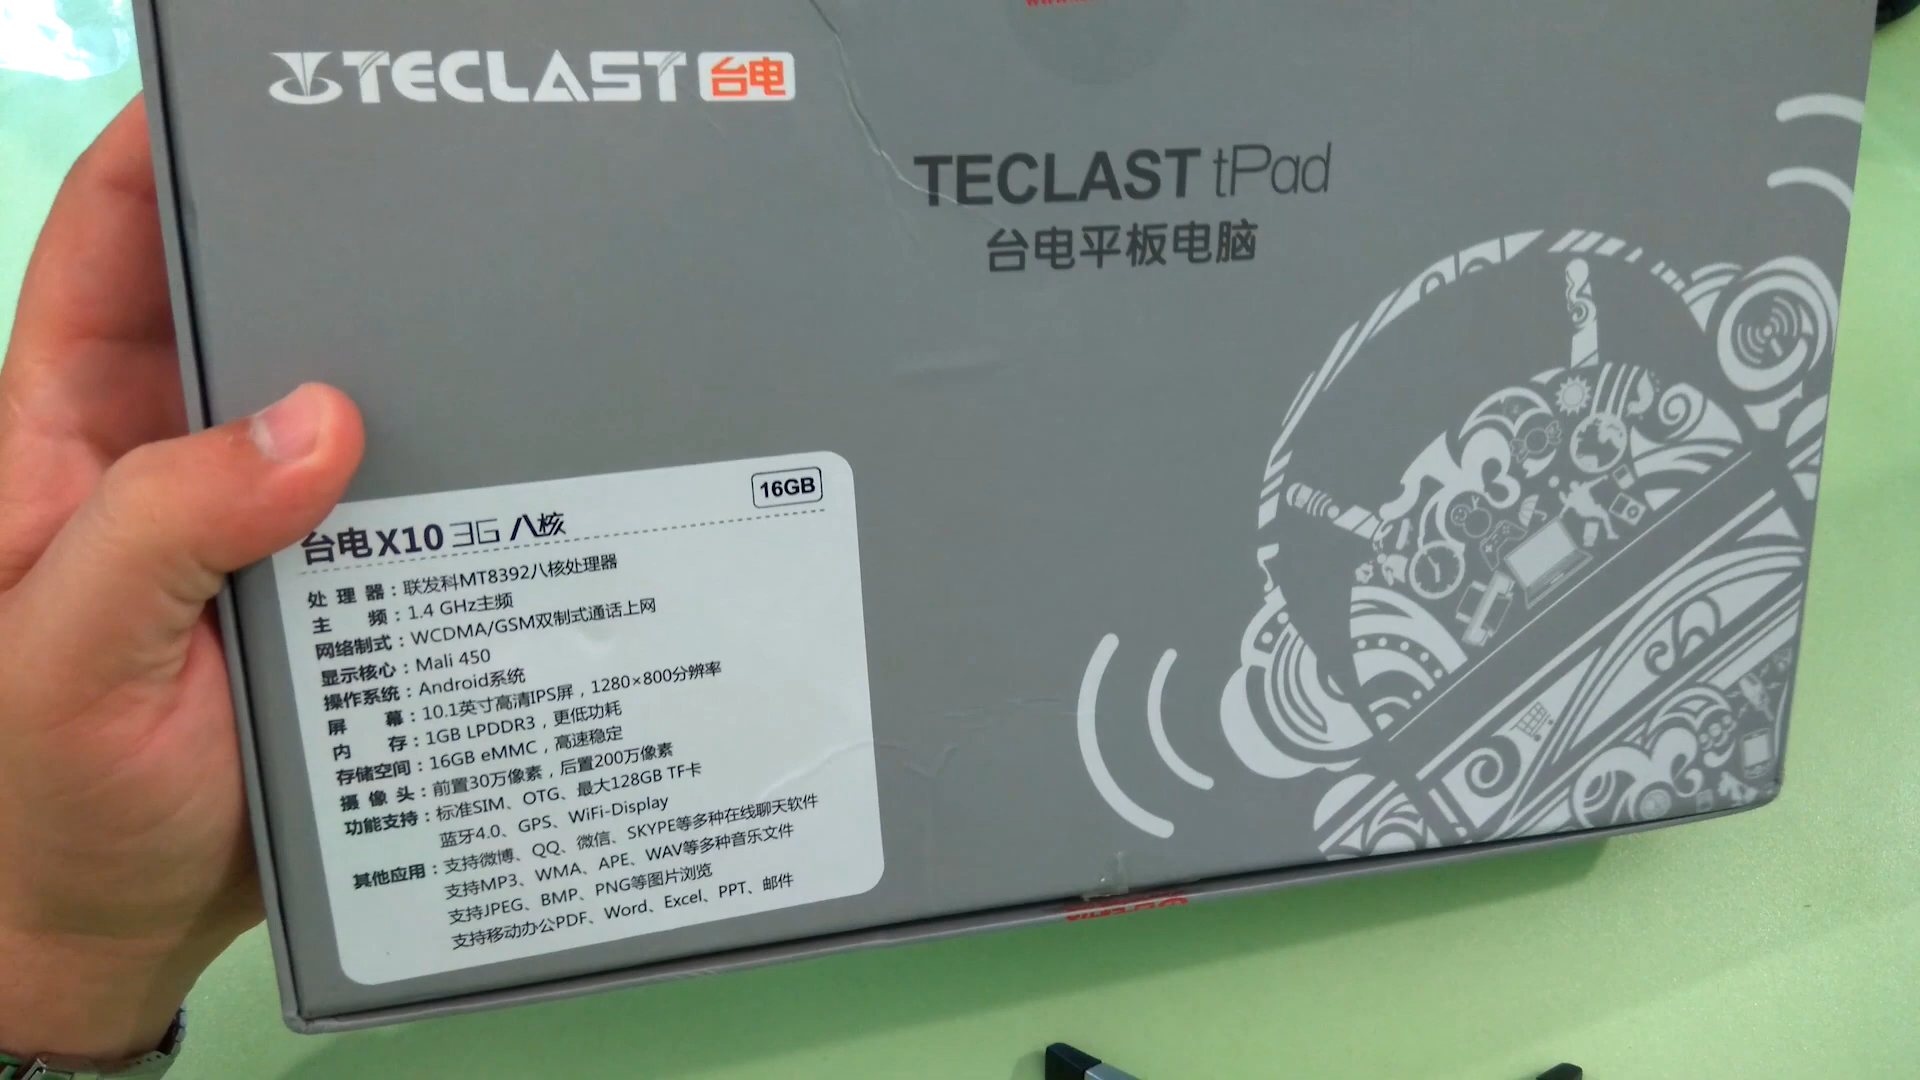 TECLAST 台电
TECLAST tPad
台电平板电脑
16GB
台电X10 3G 八核
处理器：联发科MT8392八核处理器
主频：1.4 GHz主频
网络制式：WCDMA/GSM双制式通话上网
显示核心：Mali 450
操作系统：Android系统
屏幕：10.1英寸高清IPS屏，1280×800分辨率
内存：1GB LPDDR3，更低功耗
存储空间：16GB eMMC，高速稳定
摄像头：前置30万像素，后置200万像素
功能支持：标准SIM、OTG、最大128GB TF卡
蓝牙4.0、GPS、WiFi-Display
其他应用：支持微博、QQ、微信、SKYPE等多种在线聊天软件
支持MP3、WMA、APE、WAV等多种音乐文件
支持JPEG、BMP、PNG等图片浏览
支持移动办公PDF、Word、Excel、PPT、邮件